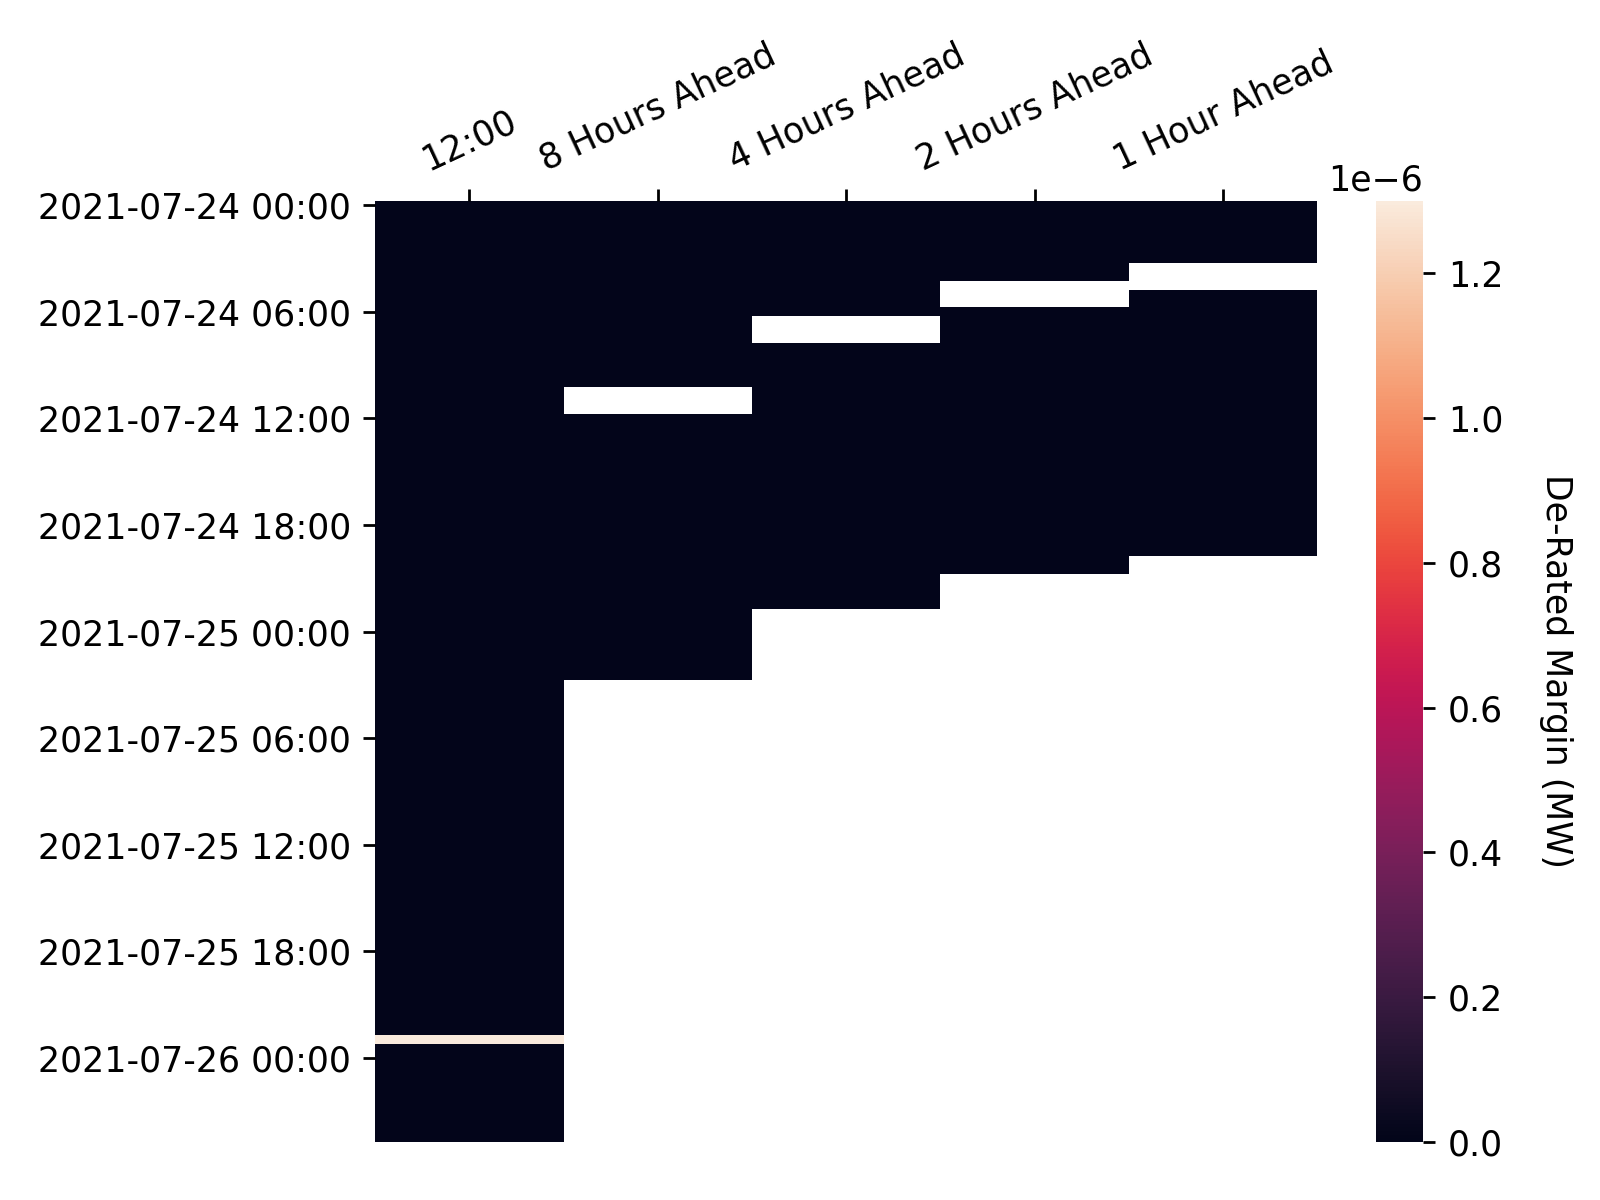 12:00
8 Hours Ahead
4 Hours Ahead
2 Hours Ahead
1 Hour Ahead
2021-07-24 00:00
2021-07-24 06:00
2021-07-24 12:00
2021-07-24 18:00
2021-07-25 00:00
2021-07-25 06:00
2021-07-25 12:00
2021-07-25 18:00
2021-07-26 00:00
1e−6
1.2
1.0
0.8
0.6
0.4
0.2
0.0
De-Rated Margin (MW)